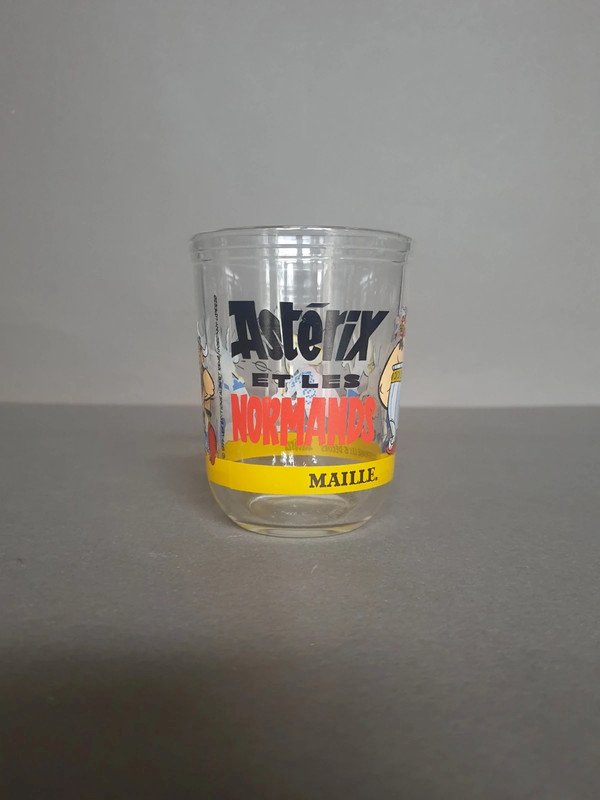 Astérix
ET LES
NORMANDS
MAILLE